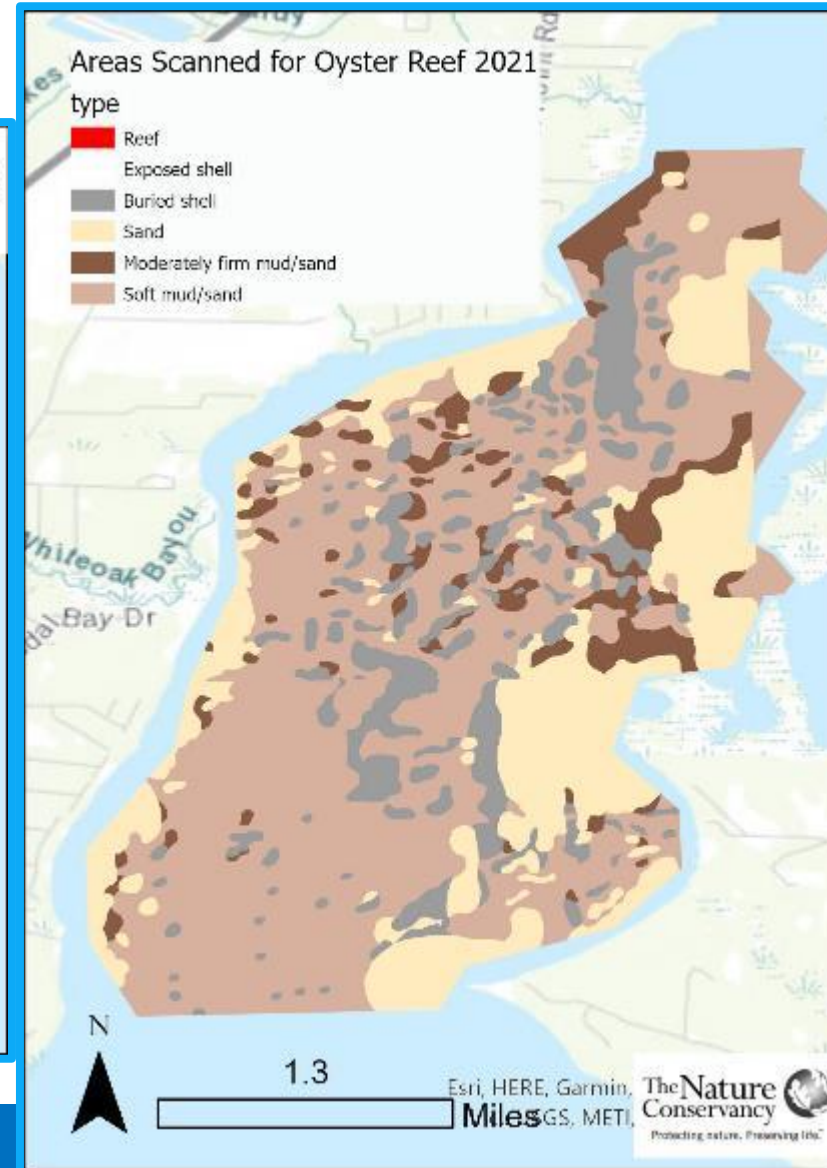 Areas Scanned for Oyster Reef 2021
type
Reef
Exposed shell
Buried shell
Sand
Moderately firm mud/sand
Soft mud/sand
Whiteoak Bayou
Bay Dr
N
1.3
Miles
Esri, HERE, Garmin,
METI,
The Nature
Conservancy
Protecting nature. Preserving life.